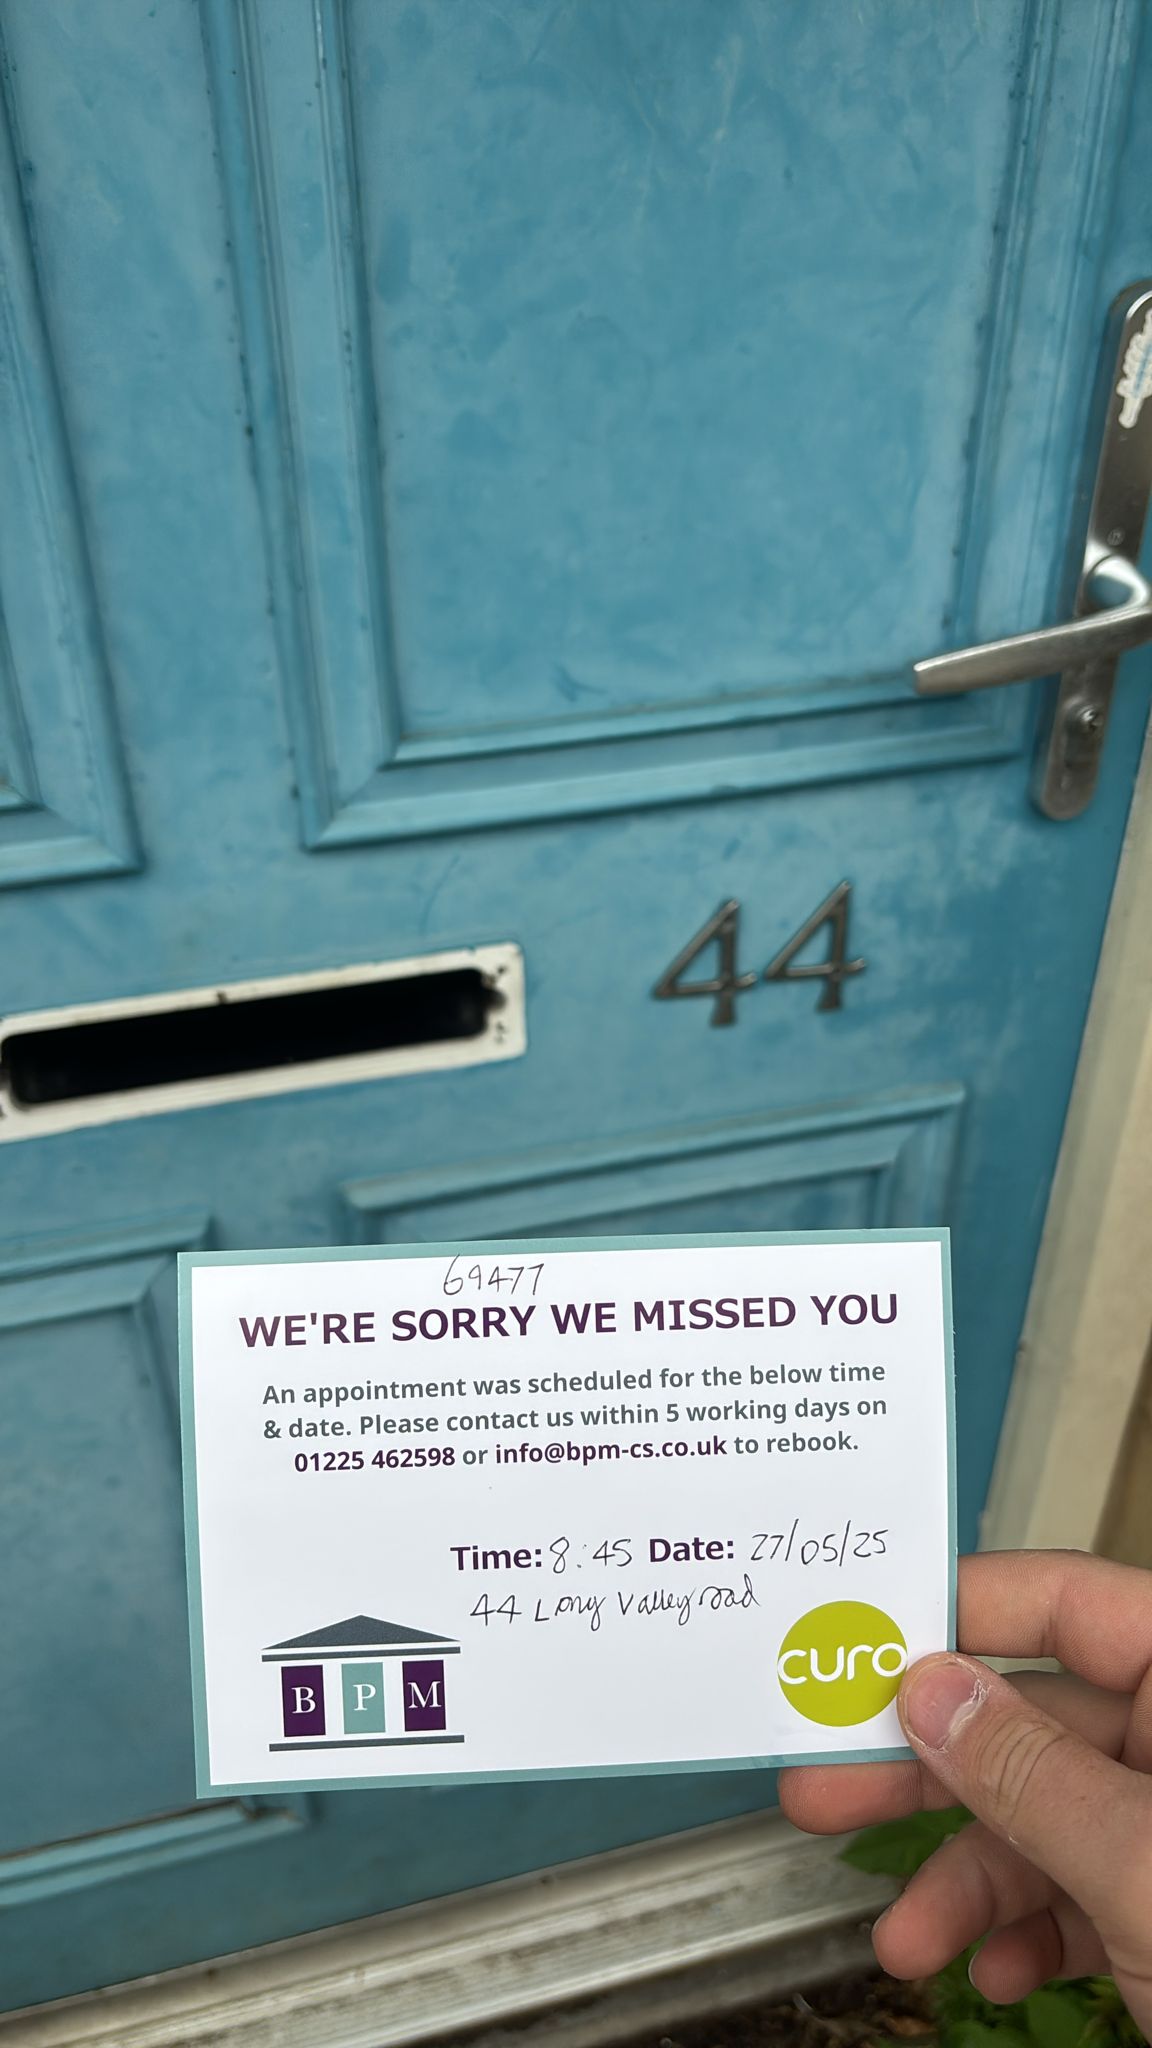 44
69477
WE'RE SORRY WE MISSED YOU
An appointment was scheduled for the below time
& date. Please contact us within 5 working days on
01225 462598 or info@bpm-cs.co.uk to rebook.
Time: 8:45 Date: 27/05/25
44 Long Valley road
B P M
curo